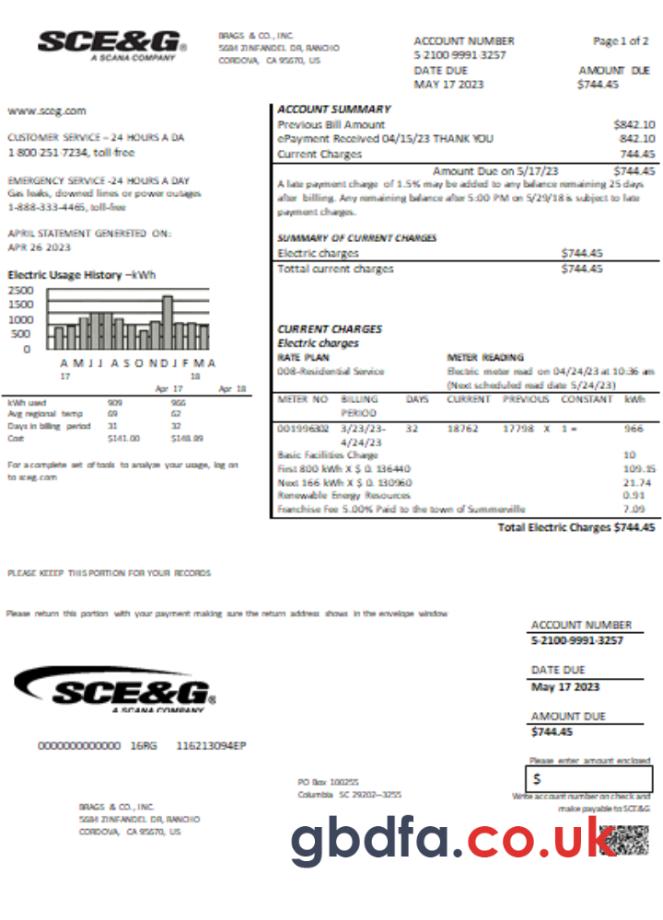 SCE&G®
A SCANA COMPANY
BRAGS & CO., INC.
5684 ZINFANDEL DR, RANCHO
CORDOVA, CA 95670, US
ACCOUNT NUMBER Page 1 of 2
5-2100-9991-3257
DATE DUE AMOUNT DUE
MAY 17 2023 $744.45
www.sceg.com
CUSTOMER SERVICE – 24 HOURS A DA
1-800-251-7234, toll-free
EMERGENCY SERVICE -24 HOURS A DAY
Gas leaks, downed lines or power outages
1-888-333-4465, toll-free
APRIL STATEMENT GENERETED ON:
APR 26 2023
Electric Usage History –kWh
2500
1500
1000
500
0
A M J J A S O N D J F M A
17 18
Apr 17 Apr 18
kWh used 909 966
Avg regional temp 69 62
Days in billing period 31 32
Cost $141.00 $148.89
For a complete set of tools to analyze your usage, log on
to sceg.com
ACCOUNT SUMMARY
Previous Bill Amount $842.10
ePayment Received 04/15/23 THANK YOU 842.10
Current Charges 744.45
Amount Due on 5/17/23 $744.45
A late payment charge of 1.5% may be added to any balance remaining 25 days
after billing. Any remaining balance after 5:00 PM on 5/29/18 is subject to late
payment charges.
SUMMARY OF CURRENT CHARGES
Electric charges $744.45
Tottal current charges $744.45
CURRENT CHARGES
Electric charges
RATE PLAN METER READING
008-Residential Service Electric meter read on 04/24/23 at 10:36 am
(Next scheduled read date 5/24/23)
METER NO BILLING PERIOD DAYS CURRENT PREVIOUS CONSTANT kWh
001996302 3/23/23-4/24/23 32 18762 17798 X 1 = 966
Basic Facilities Charge 10
First 800 kWh X $ 0. 136440 109.15
Next 166 kWh X $ 0. 130960 21.74
Renewable Energy Resources 0.91
Franchise Fee 5.00% Paid to the town of Summerville 7.09
Total Electric Charges $744.45
PLEASE KEEEP THIS PORTION FOR YOUR RECORDS
Please return this portion with your payment making sure the return address shows in the envelope window
ACCOUNT NUMBER
5-2100-9991-3257
DATE DUE
May 17 2023
AMOUNT DUE
$744.45
Please enter amount enclosed
$
Write account number on check and
make payable to SCE&G
SCE&G®
A SCANA COMPANY
0000000000000 16RG 116213094EP
PO Box 100255
Columbia SC 29202–3255
BRAGS & CO., INC.
5684 ZINFANDEL DR, RANCHO
CORDOVA, CA 95670, US
gbdfa.co.uk